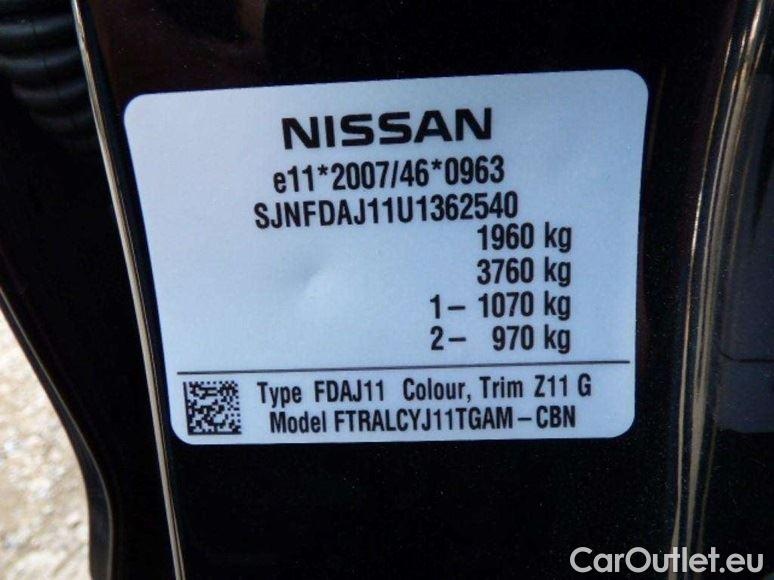 NISSAN
e11*2007/46*0963
SJNFDAJ11U1362540
1960 kg
3760 kg
1– 1070 kg
2– 970 kg
Type FDAJ11 Colour, Trim Z11 G
Model FTRALCYJ11TGAM–CBN
CarOutlet.eu